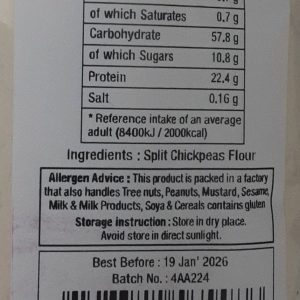 of which Saturates 0.7 g
Carbohydrate 57.8 g
of which Sugars 10.8 g
Protein 22.4 g
Salt 0.16 g
* Reference intake of an average
adult (8400kJ / 2000kcal)
Ingredients : Split Chickpeas Flour
Allergen Advice : This product is packed in a factory
that also handles Tree nuts, Peanuts, Mustard, Sesame,
Milk & Milk Products, Soya & Cereals contains gluten
Storage instruction : Store in dry place.
Avoid store in direct sunlight.
Best Before : 19 Jan' 2026
Batch No. : 4AA224